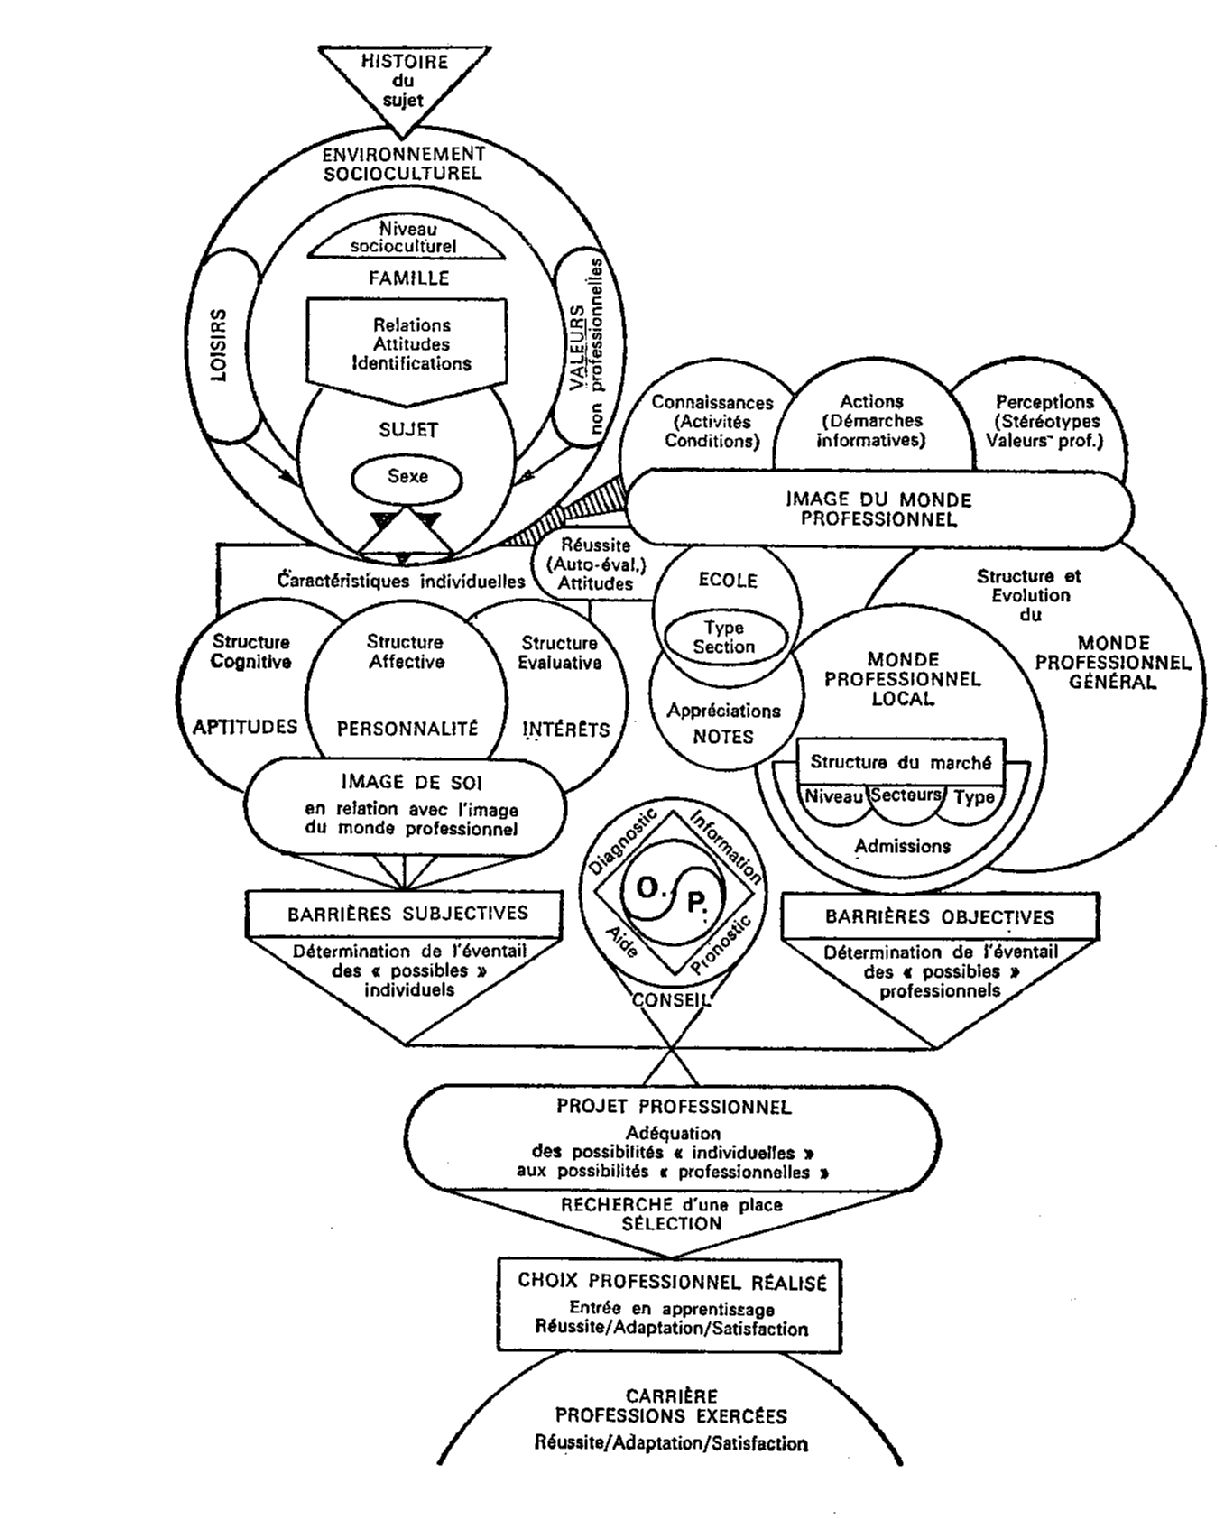 HISTOIRE
du
sujet
ENVIRONNEMENT
SOCIOCULTUREL
Niveau
socioculturel
FAMILLE
LOISIRS
VALEURS
non professionnelles
Relations
Attitudes
Identifications
SUJET
Sexe
Connaissances
(Activités
Conditions)
Actions
(Démarches
informatives)
Perceptions
(Stéréotypes
Valeurs prof.)
IMAGE DU MONDE
PROFESSIONNEL
Caractéristiques individuelles
Réussite
(Auto-éval.)
Attitudes
ECOLE
Type
Section
Appréciations
NOTES
Structure et
Evolution
du
MONDE
PROFESSIONNEL
GÉNÉRAL
MONDE
PROFESSIONNEL
LOCAL
Structure du marché
Niveau Secteurs Type
Admissions
Structure
Cognitive
APTITUDES
Structure
Affective
PERSONNALITÉ
Structure
Evaluative
INTÉRÊTS
IMAGE DE SOI
en relation avec l'image
du monde professionnel
BARRIÈRES SUBJECTIVES
Détermination de l'éventail
des « possibles »
individuels
Diagnostic
Information
O. P.
Aide
Pronostic
CONSEIL
BARRIÈRES OBJECTIVES
Détermination de l'éventail
des « possibles »
professionnels
PROJET PROFESSIONNEL
Adéquation
des possibilités « individuelles »
aux possibilités « professionnelles »
RECHERCHE d'une place
SÉLECTION
CHOIX PROFESSIONNEL RÉALISÉ
Entrée en apprentissage
Réussite/Adaptation/Satisfaction
CARRIÈRE
PROFESSIONS EXERCÉES
Réussite/Adaptation/Satisfaction